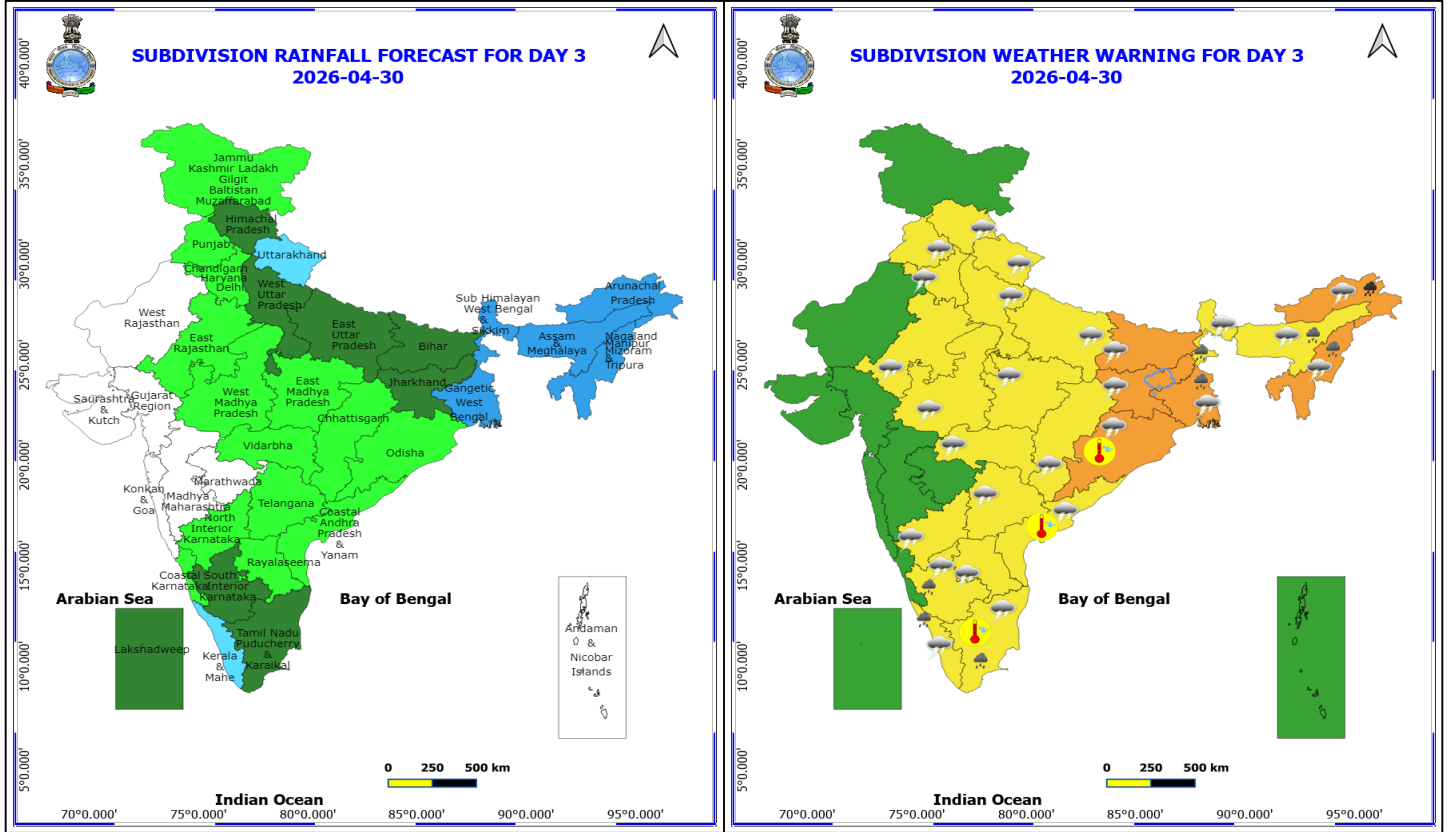 SUBDIVISION RAINFALL FORECAST FOR DAY 3
2026-04-30
40°0.000'
35°0.000'
30°0.000'
25°0.000'
20°0.000'
15°0.000'
10°0.000'
5°0.000'
Jammu
Kashmir Ladakh
Gilgit
Baltistan
Muzaffarabad
Himachal
Pradesh
Punjab
Uttarakhand
Chandigarh
Haryana
Delhi
West
Uttar
Pradesh
West
Rajasthan
East
Rajasthan
East
Uttar
Pradesh
Bihar
Sub Himalayan
West Bengal
&
Sikkim
Arunachal
Pradesh
Assam
&
Meghalaya
Nagaland
Manipur
Mizoram
&
Tripura
Jharkhand
Gangetic
West
Bengal
Saurashtra
&
Kutch
Gujarat
Region
West
Madhya
Pradesh
East
Madhya
Pradesh
Chhattisgarh
Vidarbha
Odisha
Konkan
&
Goa
Madhya
Maharashtra
Marathwada
Telangana
North
Interior
Karnataka
Coastal
Andhra
Pradesh
&
Yanam
Rayalaseema
Coastal
Karnataka
South
Interior
Karnataka
Arabian Sea
Bay of Bengal
Lakshadweep
Kerala
&
Mahe
Tamil Nadu
Puducherry
&
Karaikal
Andaman
&
Nicobar
Islands
0 250 500 km
Indian Ocean
70°0.000' 75°0.000' 80°0.000' 85°0.000' 90°0.000' 95°0.000'
SUBDIVISION WEATHER WARNING FOR DAY 3
2026-04-30
40°0.000'
35°0.000'
30°0.000'
25°0.000'
20°0.000'
15°0.000'
10°0.000'
5°0.000'
Arabian Sea
Bay of Bengal
0 250 500 km
Indian Ocean
70°0.000' 75°0.000' 80°0.000' 85°0.000' 90°0.000' 95°0.000'